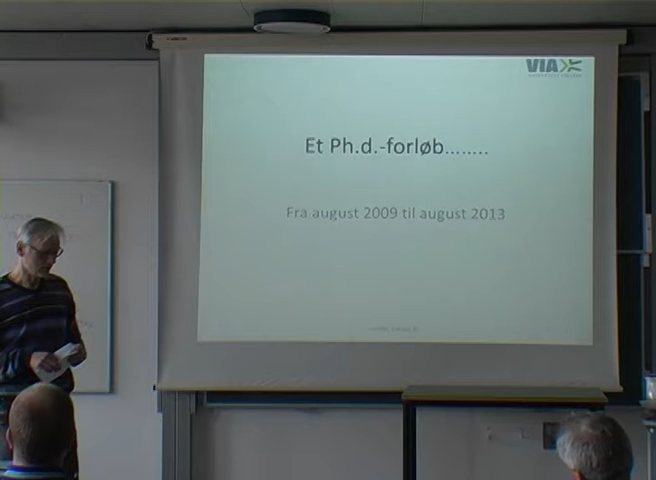 VIA
Et Ph.d.-forløb........
Fra august 2009 til august 2013